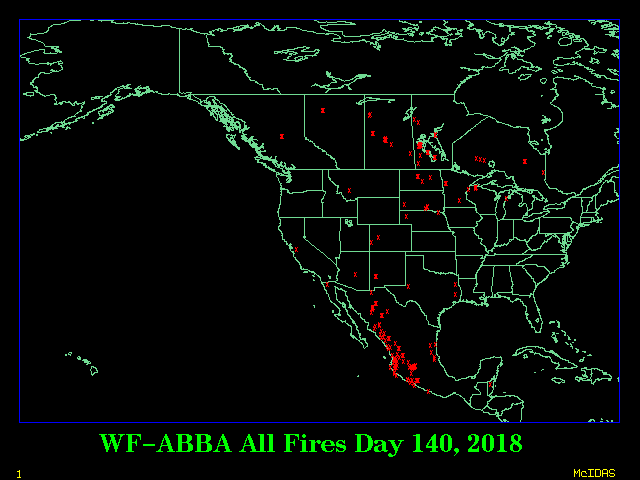 WF-ABBA All Fires Day 140, 2018
1
McIDAS